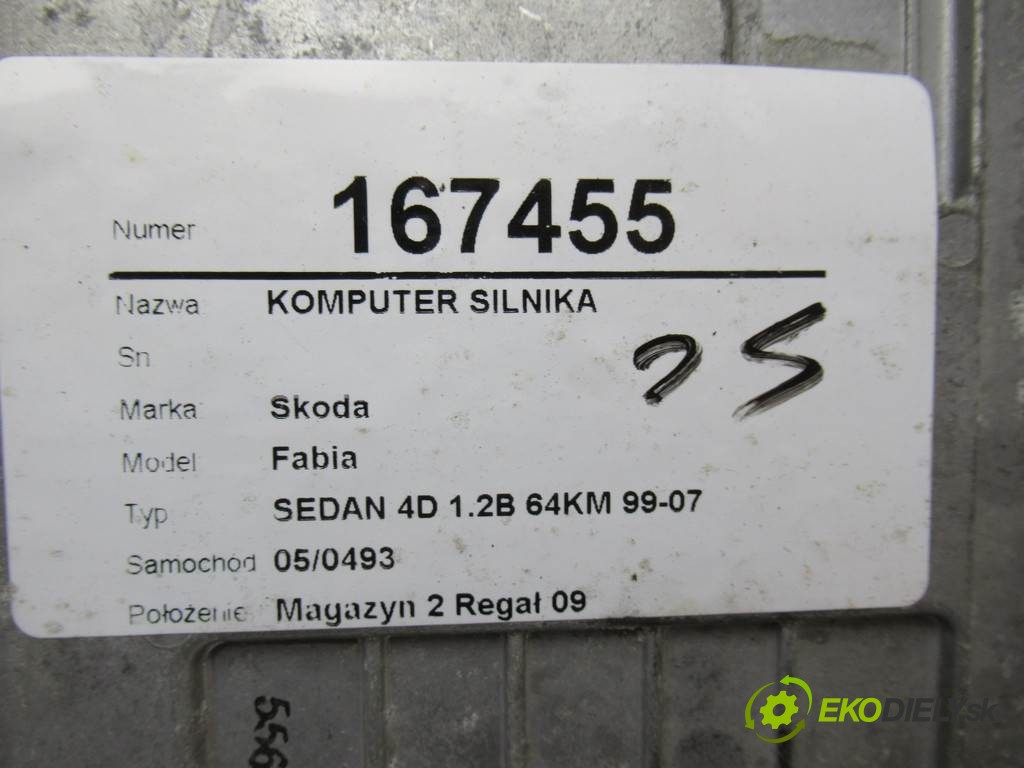 Numer 167455
Nazwa KOMPUTER SILNIKA
Sn
Marka Skoda
Model Fabia
Typ SEDAN 4D 1.2B 64KM 99-07
Samochód 05/0493
Położenie Magazyn 2 Regał 09
556
EKODIELY.sk